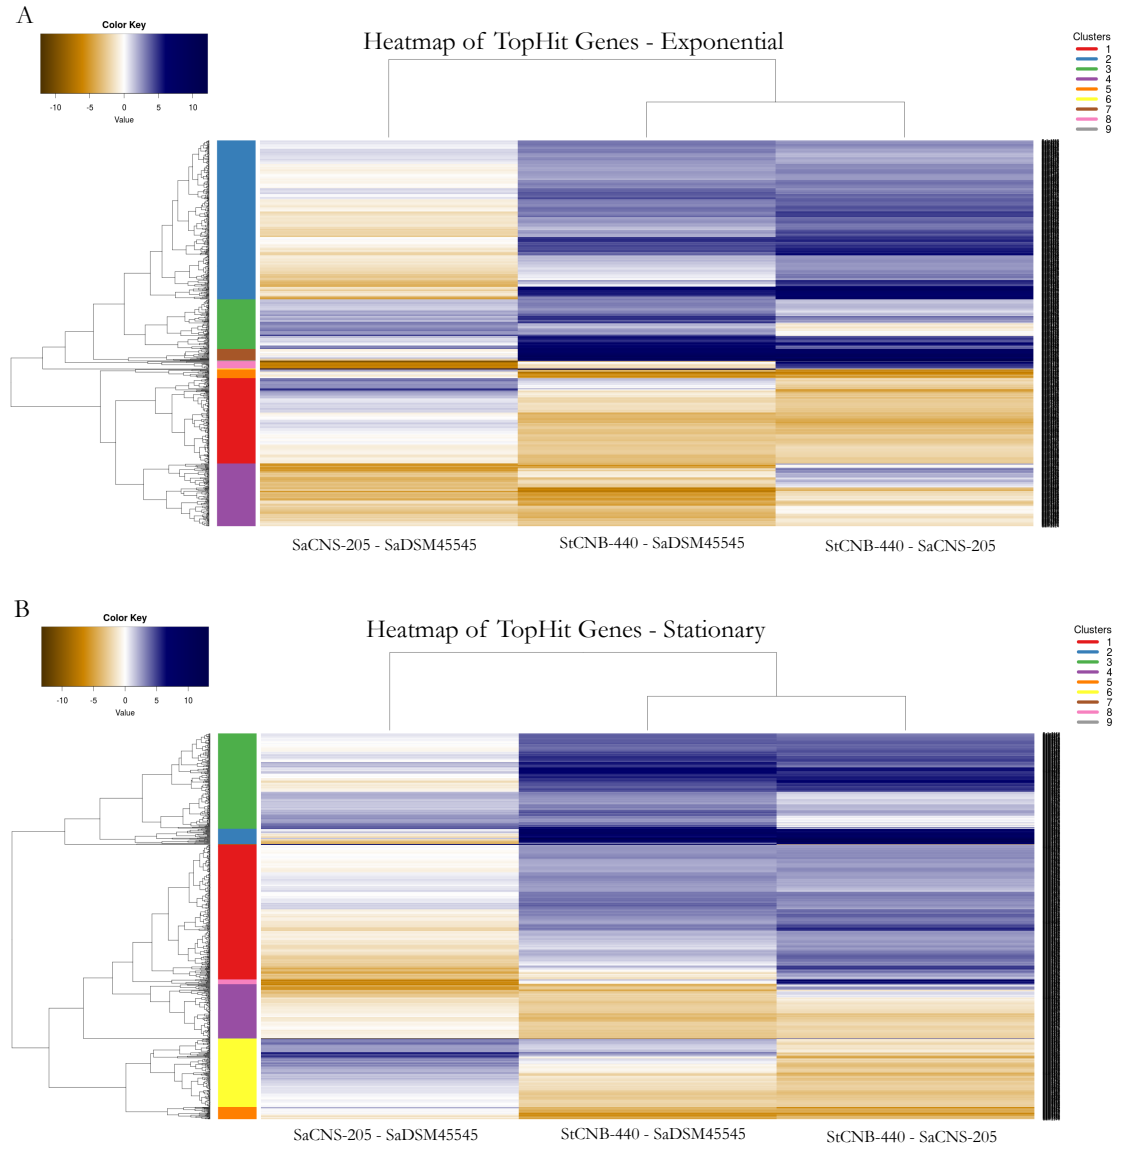 A
Color Key
-10 -5 0 5 10
Value
Heatmap of TopHit Genes - Exponential
Clusters
1
2
3
4
5
6
7
8
9
SaCNS-205 - SaDSM45545
StCNB-440 - SaDSM45545
StCNB-440 - SaCNS-205
B
Color Key
-10 -5 0 5 10
Value
Heatmap of TopHit Genes - Stationary
Clusters
1
2
3
4
5
6
7
8
9
SaCNS-205 - SaDSM45545
StCNB-440 - SaDSM45545
StCNB-440 - SaCNS-205